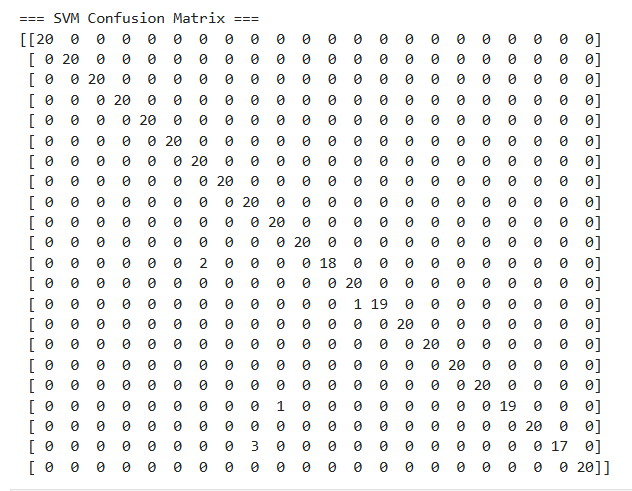 === SVM Confusion Matrix ===
[[20  0  0  0  0  0  0  0  0  0  0  0  0  0  0  0  0  0  0  0  0  0]
 [ 0 20  0  0  0  0  0  0  0  0  0  0  0  0  0  0  0  0  0  0  0  0]
 [ 0  0 20  0  0  0  0  0  0  0  0  0  0  0  0  0  0  0  0  0  0  0]
 [ 0  0  0 20  0  0  0  0  0  0  0  0  0  0  0  0  0  0  0  0  0  0]
 [ 0  0  0  0 20  0  0  0  0  0  0  0  0  0  0  0  0  0  0  0  0  0]
 [ 0  0  0  0  0 20  0  0  0  0  0  0  0  0  0  0  0  0  0  0  0  0]
 [ 0  0  0  0  0  0 20  0  0  0  0  0  0  0  0  0  0  0  0  0  0  0]
 [ 0  0  0  0  0  0  0 20  0  0  0  0  0  0  0  0  0  0  0  0  0  0]
 [ 0  0  0  0  0  0  0  0 20  0  0  0  0  0  0  0  0  0  0  0  0  0]
 [ 0  0  0  0  0  0  0  0  0 20  0  0  0  0  0  0  0  0  0  0  0  0]
 [ 0  0  0  0  0  0  0  0  0  0 20  0  0  0  0  0  0  0  0  0  0  0]
 [ 0  0  0  0  0  0  2  0  0  0  0 18  0  0  0  0  0  0  0  0  0  0]
 [ 0  0  0  0  0  0  0  0  0  0  0  0 20  0  0  0  0  0  0  0  0  0]
 [ 0  0  0  0  0  0  0  0  0  0  0  0  1 19  0  0  0  0  0  0  0  0]
 [ 0  0  0  0  0  0  0  0  0  0  0  0  0  0 20  0  0  0  0  0  0  0]
 [ 0  0  0  0  0  0  0  0  0  0  0  0  0  0  0 20  0  0  0  0  0  0]
 [ 0  0  0  0  0  0  0  0  0  0  0  0  0  0  0  0 20  0  0  0  0  0]
 [ 0  0  0  0  0  0  0  0  0  0  0  0  0  0  0  0  0 20  0  0  0  0]
 [ 0  0  0  0  0  0  0  0  0  1  0  0  0  0  0  0  0  0 19  0  0  0]
 [ 0  0  0  0  0  0  0  0  0  0  0  0  0  0  0  0  0  0  0 20  0  0]
 [ 0  0  0  0  0  0  0  0  3  0  0  0  0  0  0  0  0  0  0  0 17  0]
 [ 0  0  0  0  0  0  0  0  0  0  0  0  0  0  0  0  0  0  0  0  0 20]]